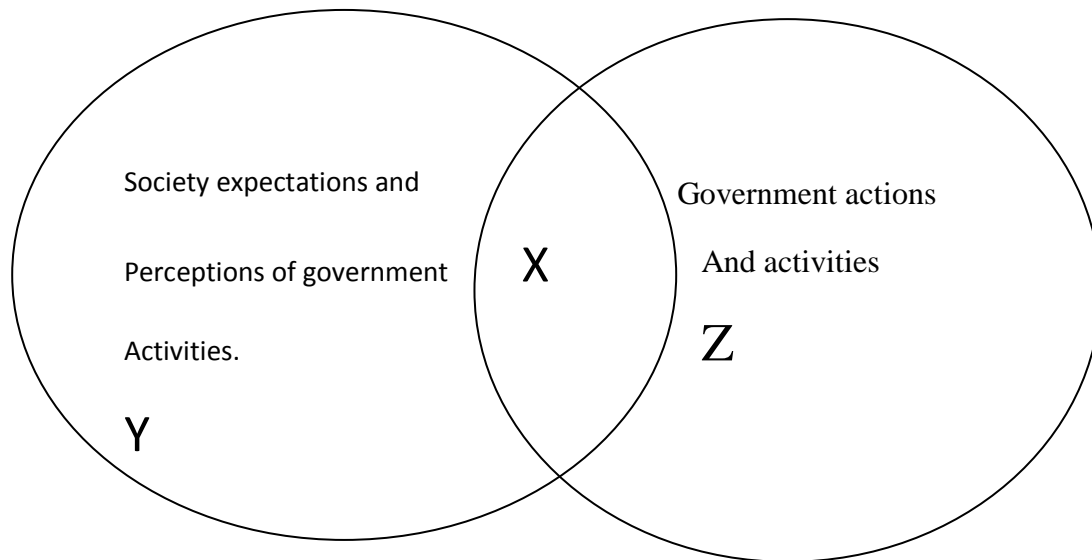 Society expectations and
Perceptions of government
Activities.
Y
X
Government actions
And activities
Z